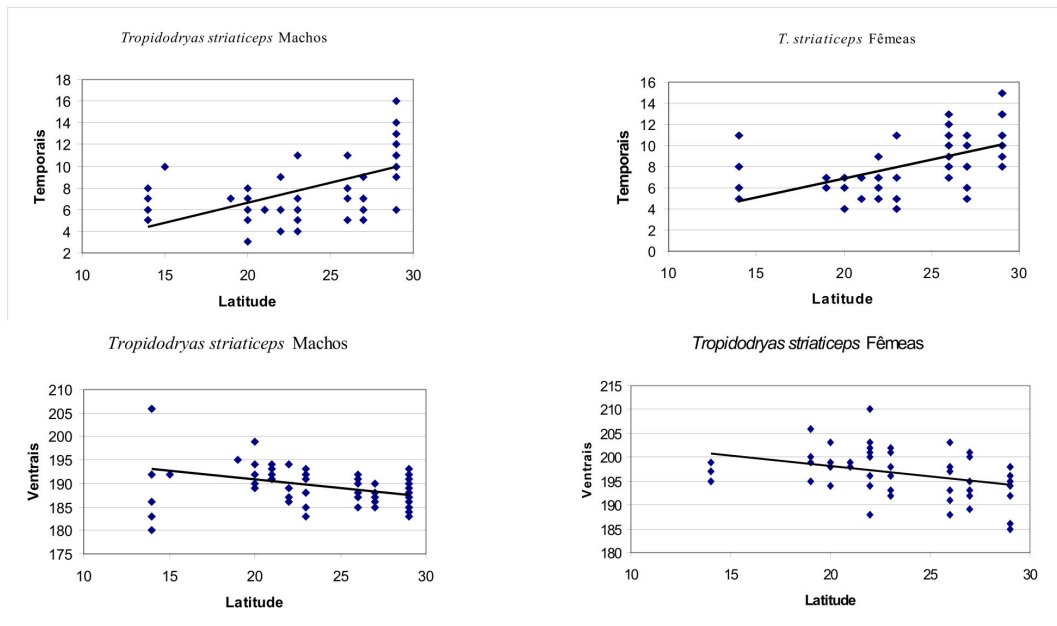 Tropidodryas striaticeps Machos
18
16
14
12
10
8
6
4
2
Temporais
10 15 20 25 30
Latitude
T. striaticeps Fêmeas
16
14
12
10
8
6
4
2
0
Temporais
10 15 20 25 30
Latitude
Tropidodryas striaticeps Machos
210
205
200
195
190
185
180
175
Ventrais
10 15 20 25 30
Latitude
Tropidodryas striaticeps Fêmeas
215
210
205
200
195
190
185
180
Ventrais
10 15 20 25 30
Latitude